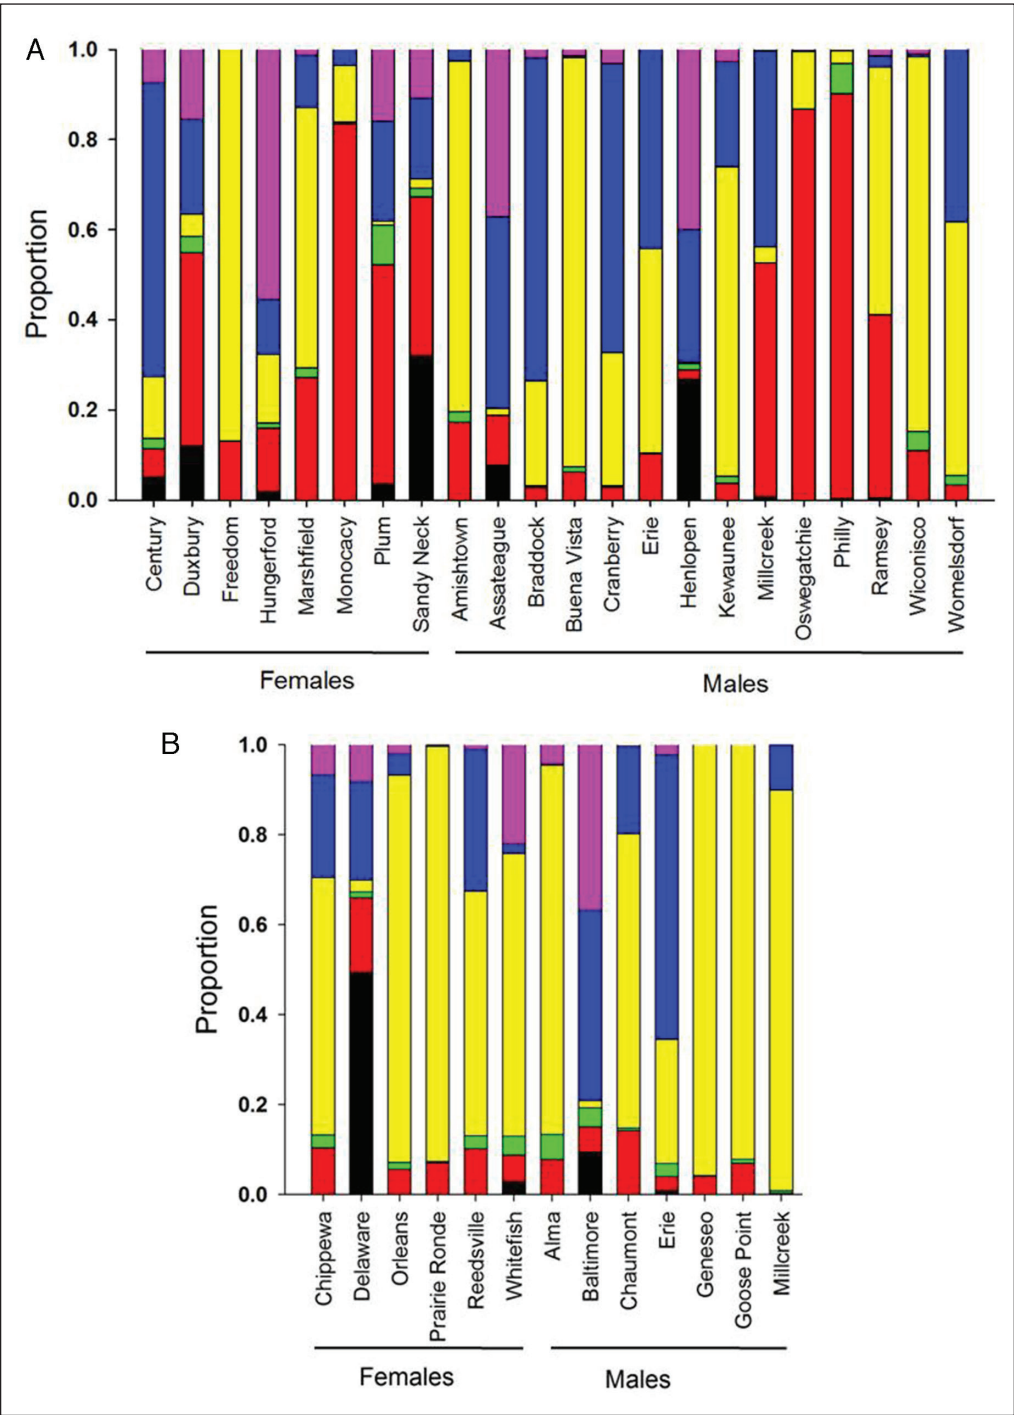 A
Proportion
1.0
0.8
0.6
0.4
0.2
0.0
Century
Duxbury
Freedom
Hungerford
Marshfield
Monocacy
Plum
Sandy Neck
Amishtown
Assateague
Braddock
Buena Vista
Cranberry
Erie
Henlopen
Kewaunee
Millcreek
Oswegatchie
Philly
Ramsey
Wiconisco
Womelsdorf
Females
Males
B
Proportion
1.0
0.8
0.6
0.4
0.2
0.0
Chippewa
Delaware
Orleans
Prairie Ronde
Reedsville
Whitefish
Alma
Baltimore
Chaumont
Erie
Geneseo
Goose Point
Millcreek
Females
Males